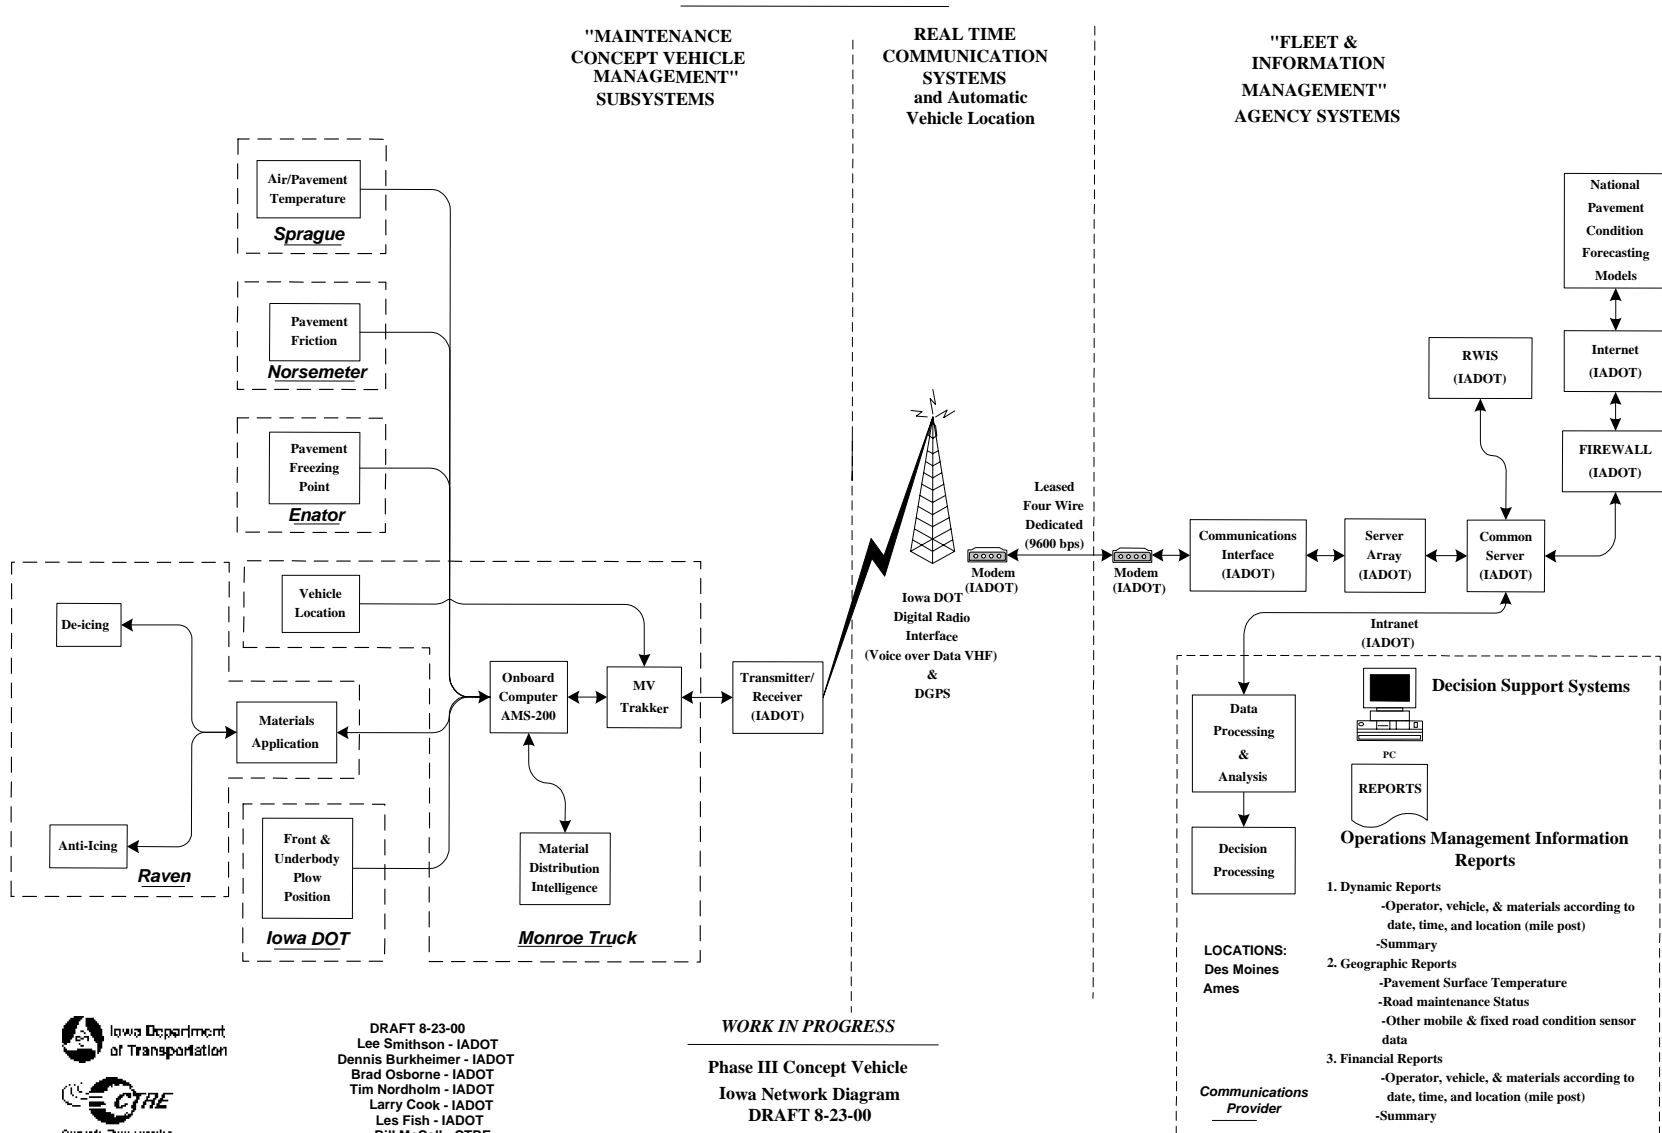 "MAINTENANCE
CONCEPT VEHICLE
MANAGEMENT"
SUBSYSTEMS
REAL TIME
COMMUNICATION
SYSTEMS
and Automatic
Vehicle Location
"FLEET &
INFORMATION
MANAGEMENT"
AGENCY SYSTEMS
Air/Pavement
Temperature
Sprague
Pavement
Friction
Norsemeter
Pavement
Freezing
Point
Enator
Vehicle
Location
De-icing
Materials
Application
Anti-Icing
Raven
Front &
Underbody
Plow
Position
Iowa DOT
Onboard
Computer
AMS-200
MV
Trakker
Material
Distribution
Intelligence
Monroe Truck
Transmitter/
Receiver
(IADOT)
Iowa DOT
Digital Radio
Interface
(Voice over Data VHF)
&
DGPS
Modem
(IADOT)
Leased
Four Wire
Dedicated
(9600 bps)
Modem
(IADOT)
Communications
Interface
(IADOT)
Server
Array
(IADOT)
Common
Server
(IADOT)
RWIS
(IADOT)
National
Pavement
Condition
Forecasting
Models
Internet
(IADOT)
FIREWALL
(IADOT)
Intranet
(IADOT)
Data
Processing
&
Analysis
Decision
Processing
Decision Support Systems
PC
REPORTS
Operations Management Information
Reports
1. Dynamic Reports
-Operator, vehicle, & materials according to
date, time, and location (mile post)
-Summary
2. Geographic Reports
-Pavement Surface Temperature
-Road maintenance Status
-Other mobile & fixed road condition sensor
data
3. Financial Reports
-Operator, vehicle, & materials according to
date, time, and location (mile post)
-Summary
LOCATIONS:
Des Moines
Ames
Communications
Provider
Iowa Department
of Transportation
CTRE
DRAFT 8-23-00
Lee Smithson - IADOT
Dennis Burkheimer - IADOT
Brad Osborne - IADOT
Tim Nordholm - IADOT
Larry Cook - IADOT
Les Fish - IADOT
WORK IN PROGRESS
Phase III Concept Vehicle
Iowa Network Diagram
DRAFT 8-23-00